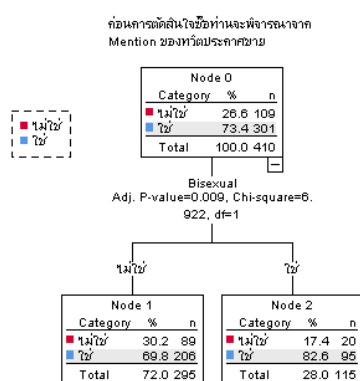 ก่อนการตัดสินใจซื้อท่านจะพิจารณาจาก
Mention ของทวิตประกาศขาย
ไม่ใช่
ใช่
Node 0
Category % n
ไม่ใช่ 26.6 109
ใช่ 73.4 301
Total 100.0 410
Bisexual
Adj. P-value=0.009, Chi-square=6.
922, df=1
ไม่ใช่ ใช่
Node 1
Category % n
ไม่ใช่ 30.2 89
ใช่ 69.8 206
Total 72.0 295
Node 2
Category % n
ไม่ใช่ 17.4 20
ใช่ 82.6 95
Total 28.0 115